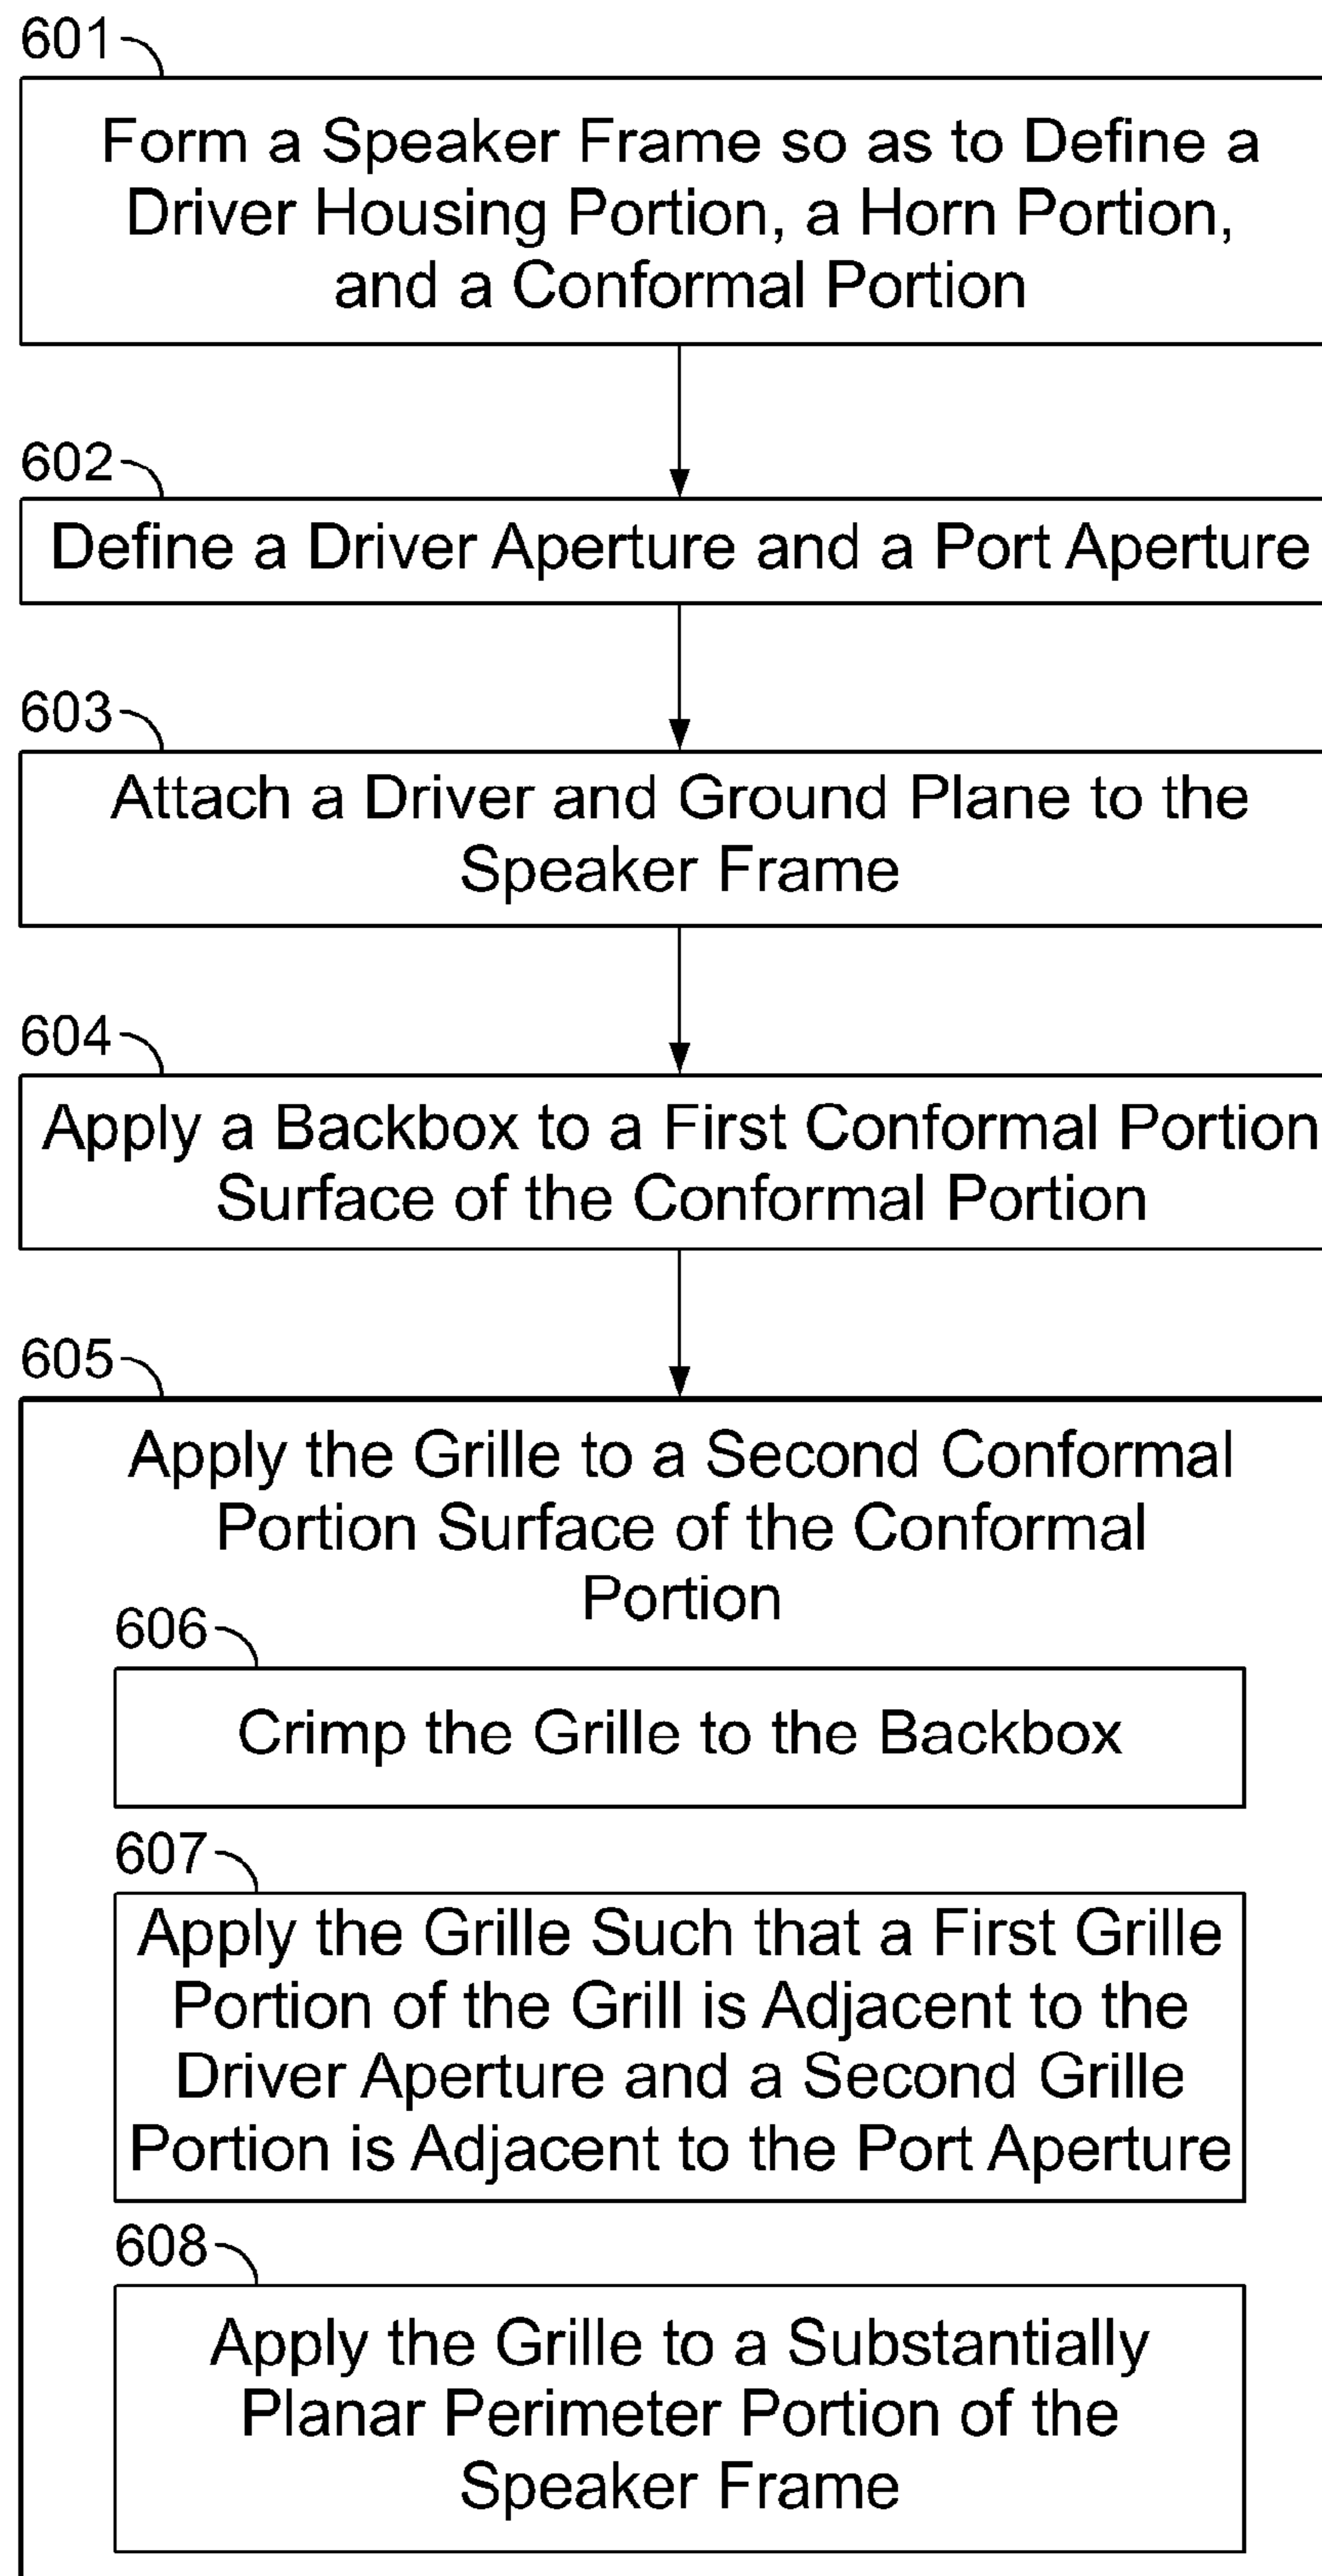 601
Form a Speaker Frame so as to Define a
Driver Housing Portion, a Horn Portion,
and a Conformal Portion
602
Define a Driver Aperture and a Port Aperture
603
Attach a Driver and Ground Plane to the
Speaker Frame
604
Apply a Backbox to a First Conformal Portion
Surface of the Conformal Portion
605
Apply the Grille to a Second Conformal
Portion Surface of the Conformal
Portion
606
Crimp the Grille to the Backbox
607
Apply the Grille Such that a First Grille
Portion of the Grill is Adjacent to the
Driver Aperture and a Second Grille
Portion is Adjacent to the Port Aperture
608
Apply the Grille to a Substantially
Planar Perimeter Portion of the
Speaker Frame